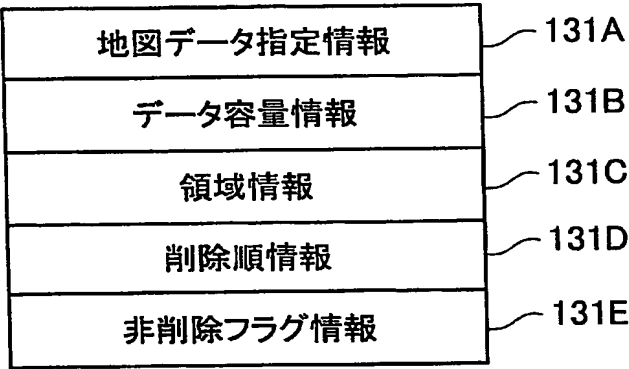 地図データ指定情報 131A
データ容量情報 131B
領域情報 131C
削除順情報 131D
非削除フラグ情報 131E